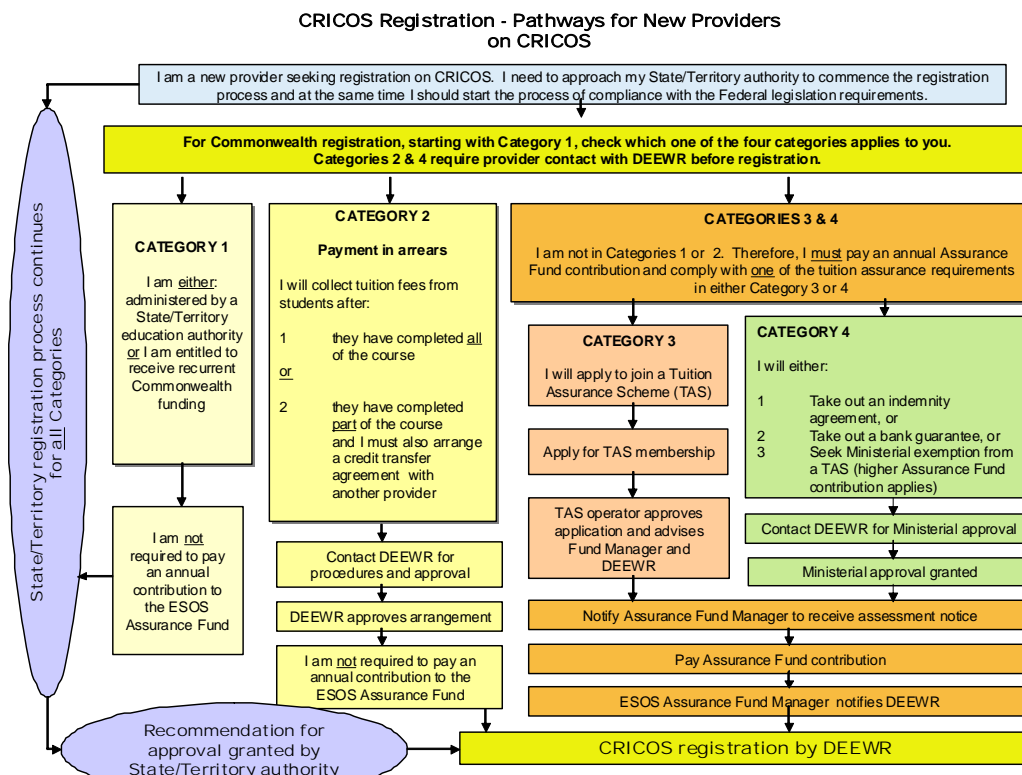 CRICOS Registration - Pathways for New Providers
on CRICOS
I am a new provider seeking registration on CRICOS.  I need to approach my State/Territory authority to commence the registration
process and at the same time I should start the process of compliance with the Federal legislation requirements.
For Commonwealth registration, starting with Category 1, check which one of the four categories applies to you.
Categories 2 & 4 require provider contact with DEEWR before registration.
State/Territory registration process continues
for all Categories
CATEGORY 1
I am either:
administered by a
State/Territory
education authority
or I am entitled to
receive recurrent
Commonwealth
funding
I am not
required to pay
an annual
contribution to
the ESOS
Assurance Fund
CATEGORY 2
Payment in arrears
I will collect tuition fees from
students after:
1 they have completed all
of the course
or
2 they have completed
part of the course
and I must also arrange
a credit transfer
agreement with
another provider
Contact DEEWR for
procedures and approval
DEEWR approves arrangement
I am not required to pay an
annual contribution to the
ESOS Assurance Fund
CATEGORIES 3 & 4
I am not in Categories 1 or 2. Therefore, I must pay an annual Assurance
Fund contribution and comply with one of the tuition assurance requirements
in either Category 3 or 4
CATEGORY 3
I will apply to join a Tuition
Assurance Scheme (TAS)
Apply for TAS membership
TAS operator approves
application and advises
Fund Manager and
DEEWR
CATEGORY 4
I will either:
1 Take out an indemnity
agreement, or
2 Take out a bank guarantee, or
3 Seek Ministerial exemption from
a TAS (higher Assurance Fund
contribution applies)
Contact DEEWR for Ministerial approval
Ministerial approval granted
Notify Assurance Fund Manager to receive assessment notice
Pay Assurance Fund contribution
ESOS Assurance Fund Manager notifies DEEWR
Recommendation for
approval granted by
State/Territory authority
CRICOS registration by DEEWR